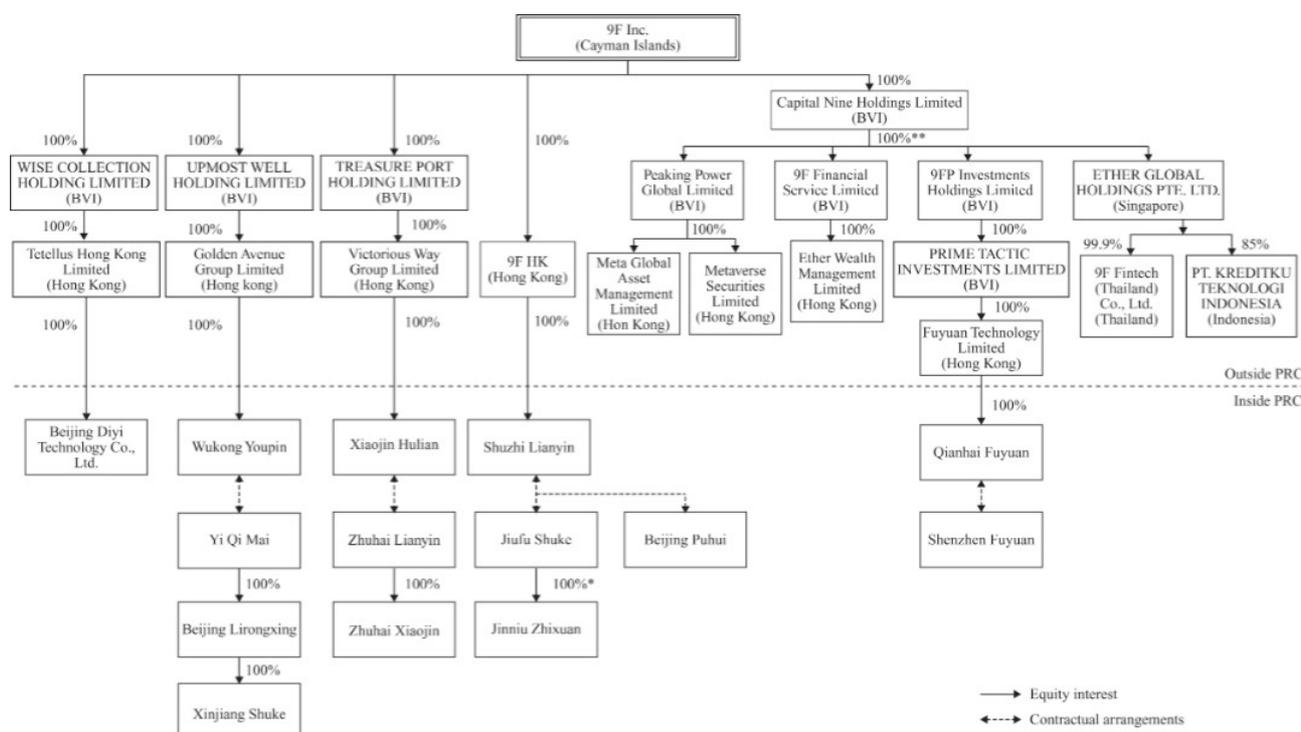 9F Inc.
(Cayman Islands)
100%
Capital Nine Holdings Limited
(BVI)
100%
100%
100%
100%
100%**
WISE COLLECTION
HOLDING LIMITED
(BVI)
UPMOST WELL
HOLDING LIMITED
(BVI)
TREASURE PORT
HOLDING LIMITED
(BVI)
Peaking Power
Global Limited
(BVI)
9F Financial
Service Limited
(BVI)
9FP Investments
Holdings Limited
(BVI)
ETHER GLOBAL
HOLDINGS PTE. LTD.
(Singapore)
100%
100%
100%
100%
100%
100%
99.9%
85%
Tetellus Hong Kong
Limited
(Hong Kong)
Golden Avenue
Group Limited
(Hong kong)
Victorious Way
Group Limited
(Hong Kong)
9F HK
(Hong Kong)
Meta Global
Asset
Management
Limited
(Hon Kong)
Metaverse
Securities
Limited
(Hong Kong)
Ether Wealth
Management
Limited
(Hong Kong)
PRIME TACTIC
INVESTMENTS LIMITED
(BVI)
9F Fintech
(Thailand)
Co., Ltd.
(Thailand)
PT. KREDITKU
TEKNOLOGI
INDONESIA
(Indonesia)
100%
100%
100%
100%
100%
Fuyuan Technology
Limited
(Hong Kong)
Outside PRC
Inside PRC
100%
Beijing Diyi
Technology Co.,
Ltd.
Wukong Youpin
Xiaojin Hulian
Shuzhi Lianyin
Qianhai Fuyuan
Yi Qi Mai
Zhuhai Lianyin
Jiufu Shuke
Beijing Puhui
Shenzhen Fuyuan
100%
100%
100%*
Beijing Lirongxing
Zhuhai Xiaojin
Jinniu Zhixuan
100%
Xinjiang Shuke
Equity interest
Contractual arrangements